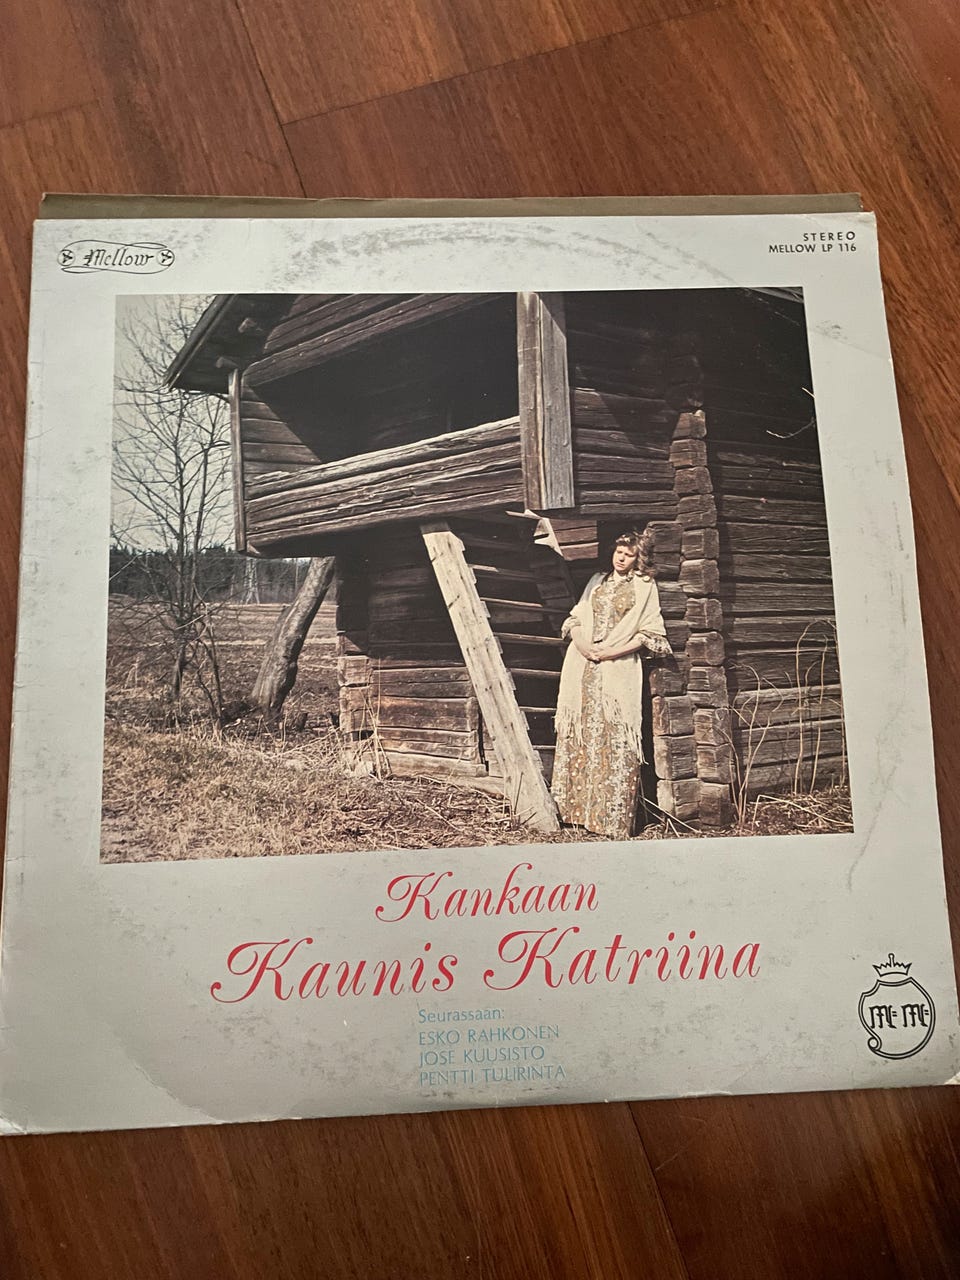 Mellow
STEREO
MELLOW LP 116
Kankaan
Kaunis Katriina
Seurassaan:
ESKO RAHKONEN
JOSE KUUSISTO
PENTTI TULIRINTA
M= M=